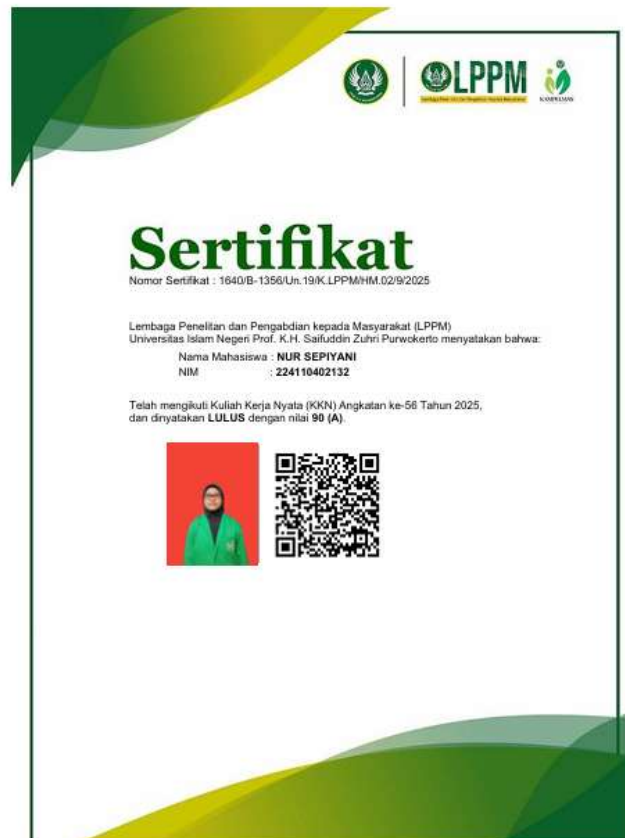 LPPM
KAMPELMAS
Sertifikat
Nomor Sertifikat : 1640/B-1356/Un.19/K.LPPM/HM.02/9/2025
Lembaga Penelitan dan Pengabdian kepada Masyarakat (LPPM)
Universitas Islam Negeri Prof. K.H. Saifuddin Zuhri Purwokerto menyatakan bahwa:
Nama Mahasiswa : NUR SEPIYANI
NIM : 224110402132
Telah mengikuti Kuliah Kerja Nyata (KKN) Angkatan ke-56 Tahun 2025,
dan dinyatakan LULUS dengan nilai 90 (A).